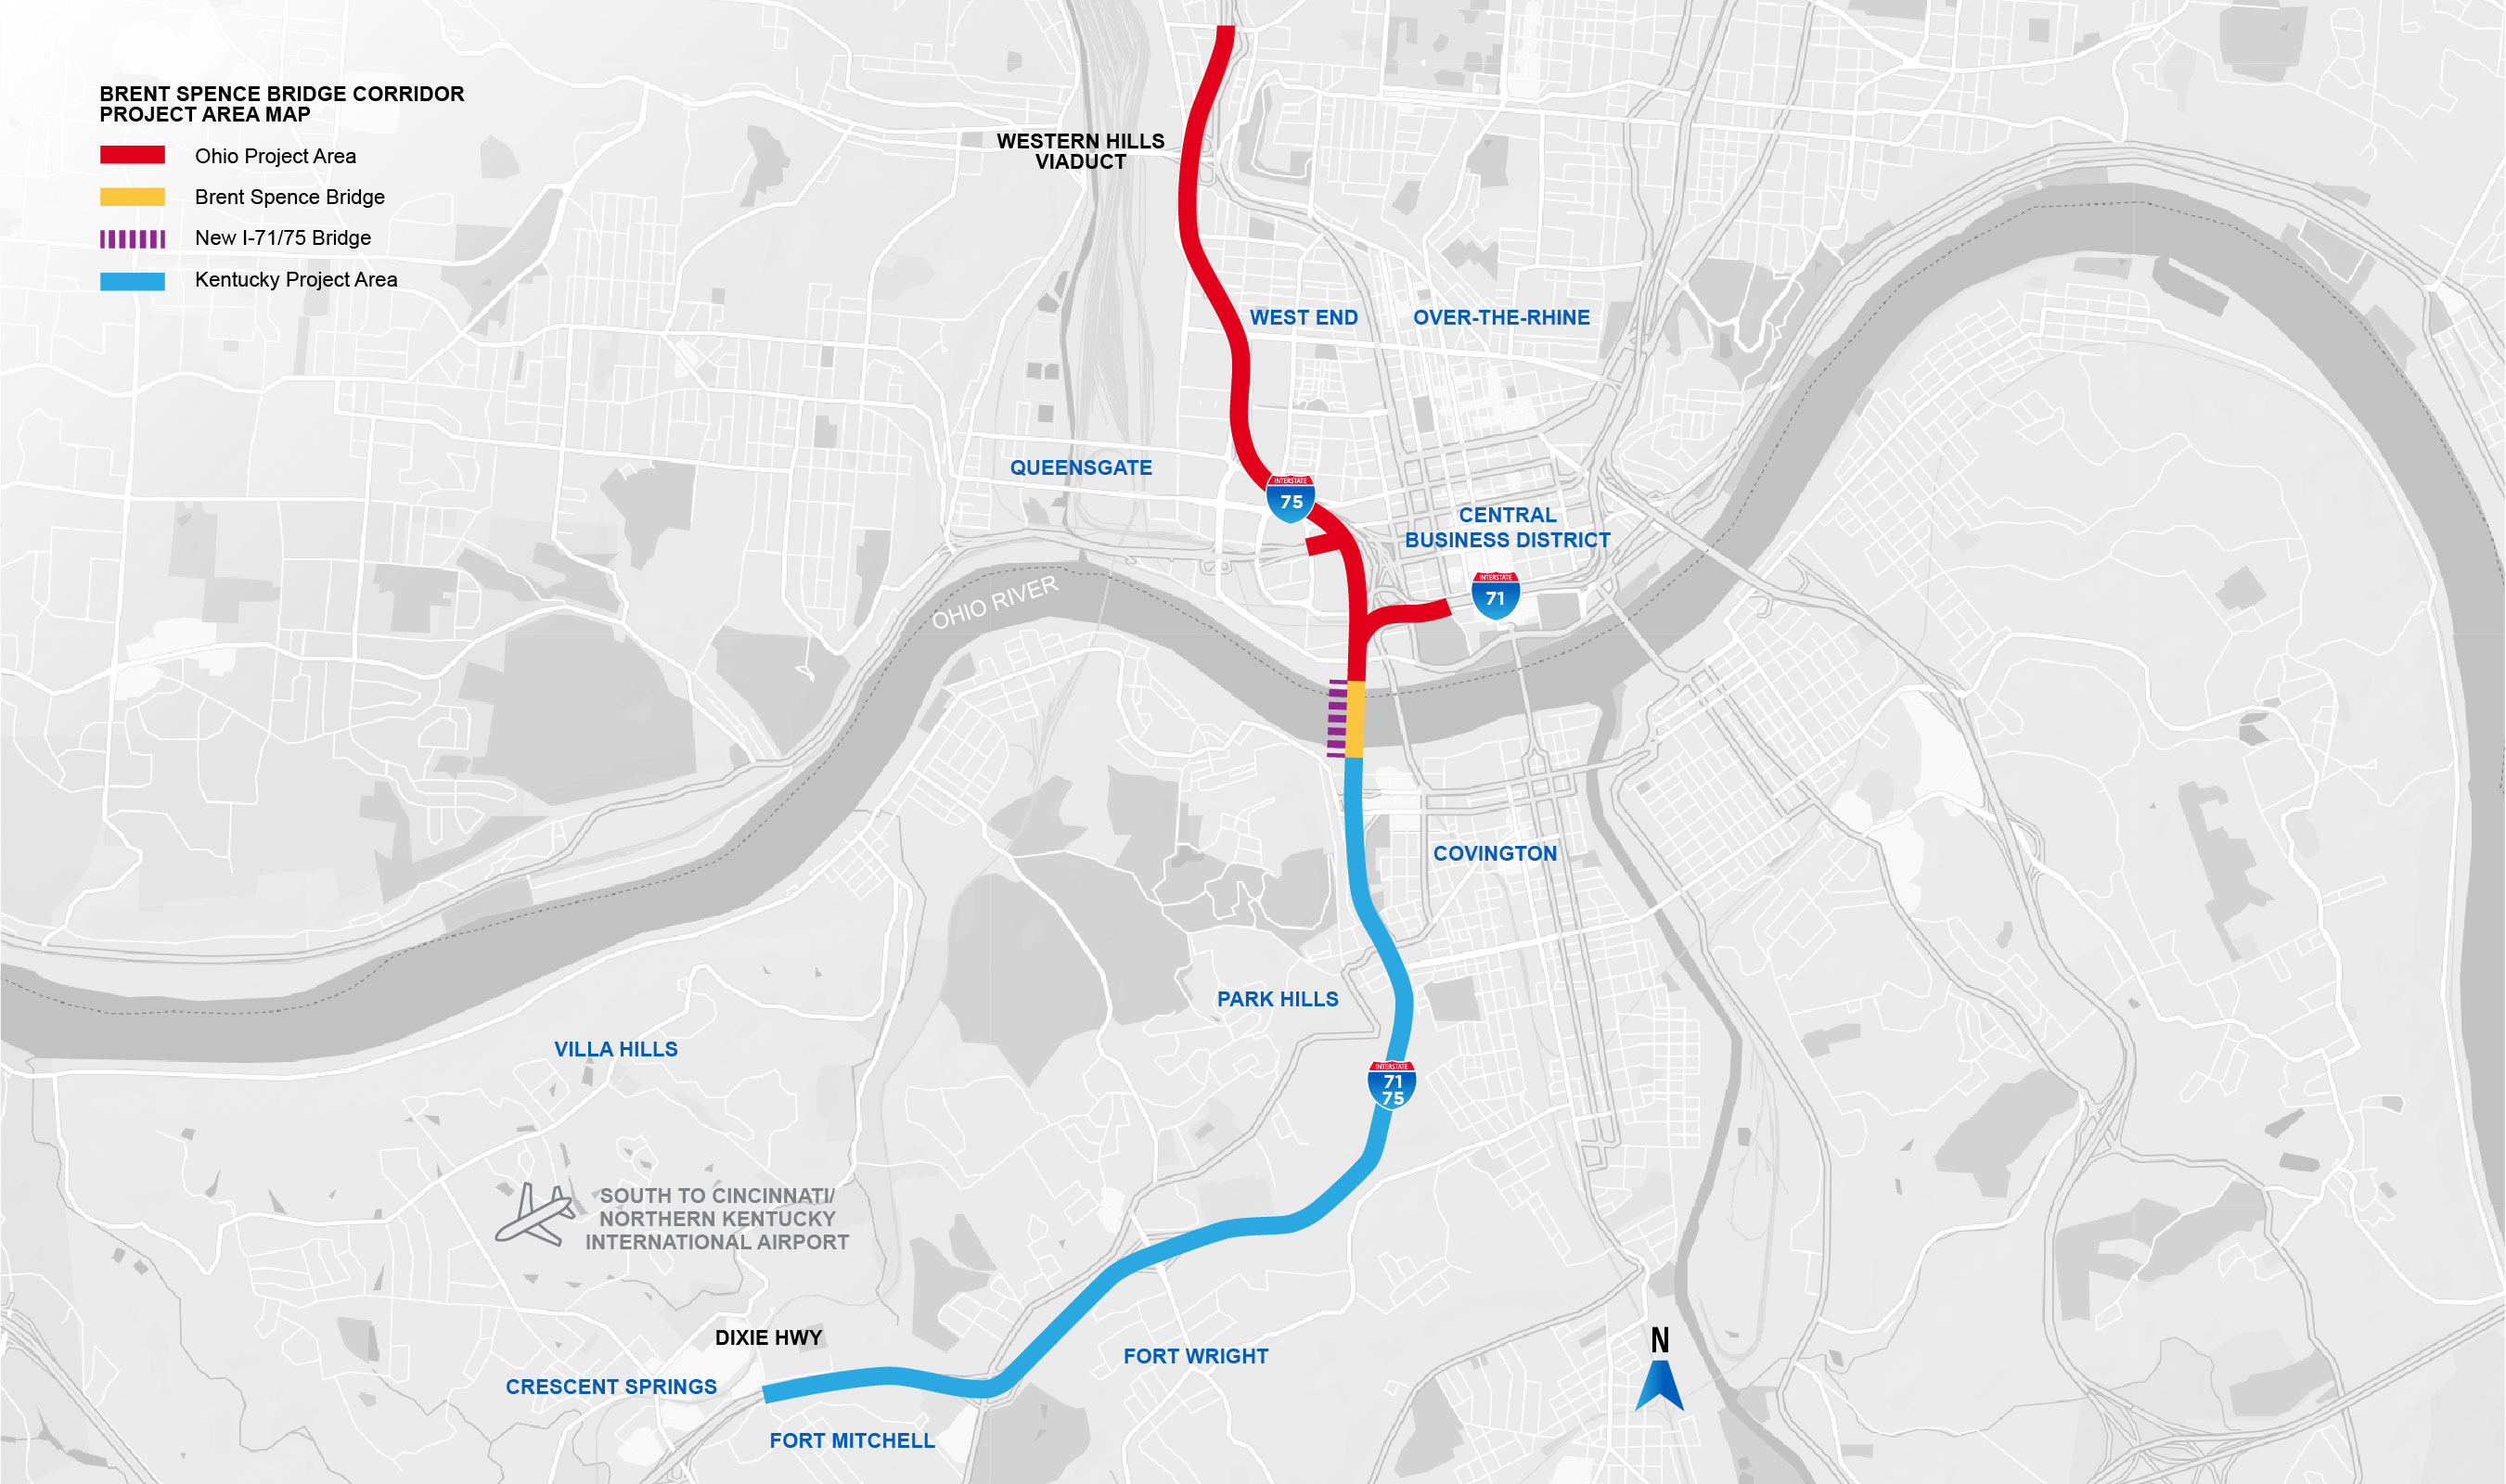 BRENT SPENCE BRIDGE CORRIDOR
PROJECT AREA MAP
Ohio Project Area
Brent Spence Bridge
New I-71/75 Bridge
Kentucky Project Area
WESTERN HILLS
VIADUCT
WEST END
OVER-THE-RHINE
QUEENSGATE
INTERSTATE
75
CENTRAL
BUSINESS DISTRICT
INTERSTATE
71
OHIO RIVER
COVINGTON
PARK HILLS
VILLA HILLS
INTERSTATE
71
75
SOUTH TO CINCINNATI/
NORTHERN KENTUCKY
INTERNATIONAL AIRPORT
DIXIE HWY
FORT WRIGHT
N
CRESCENT SPRINGS
FORT MITCHELL